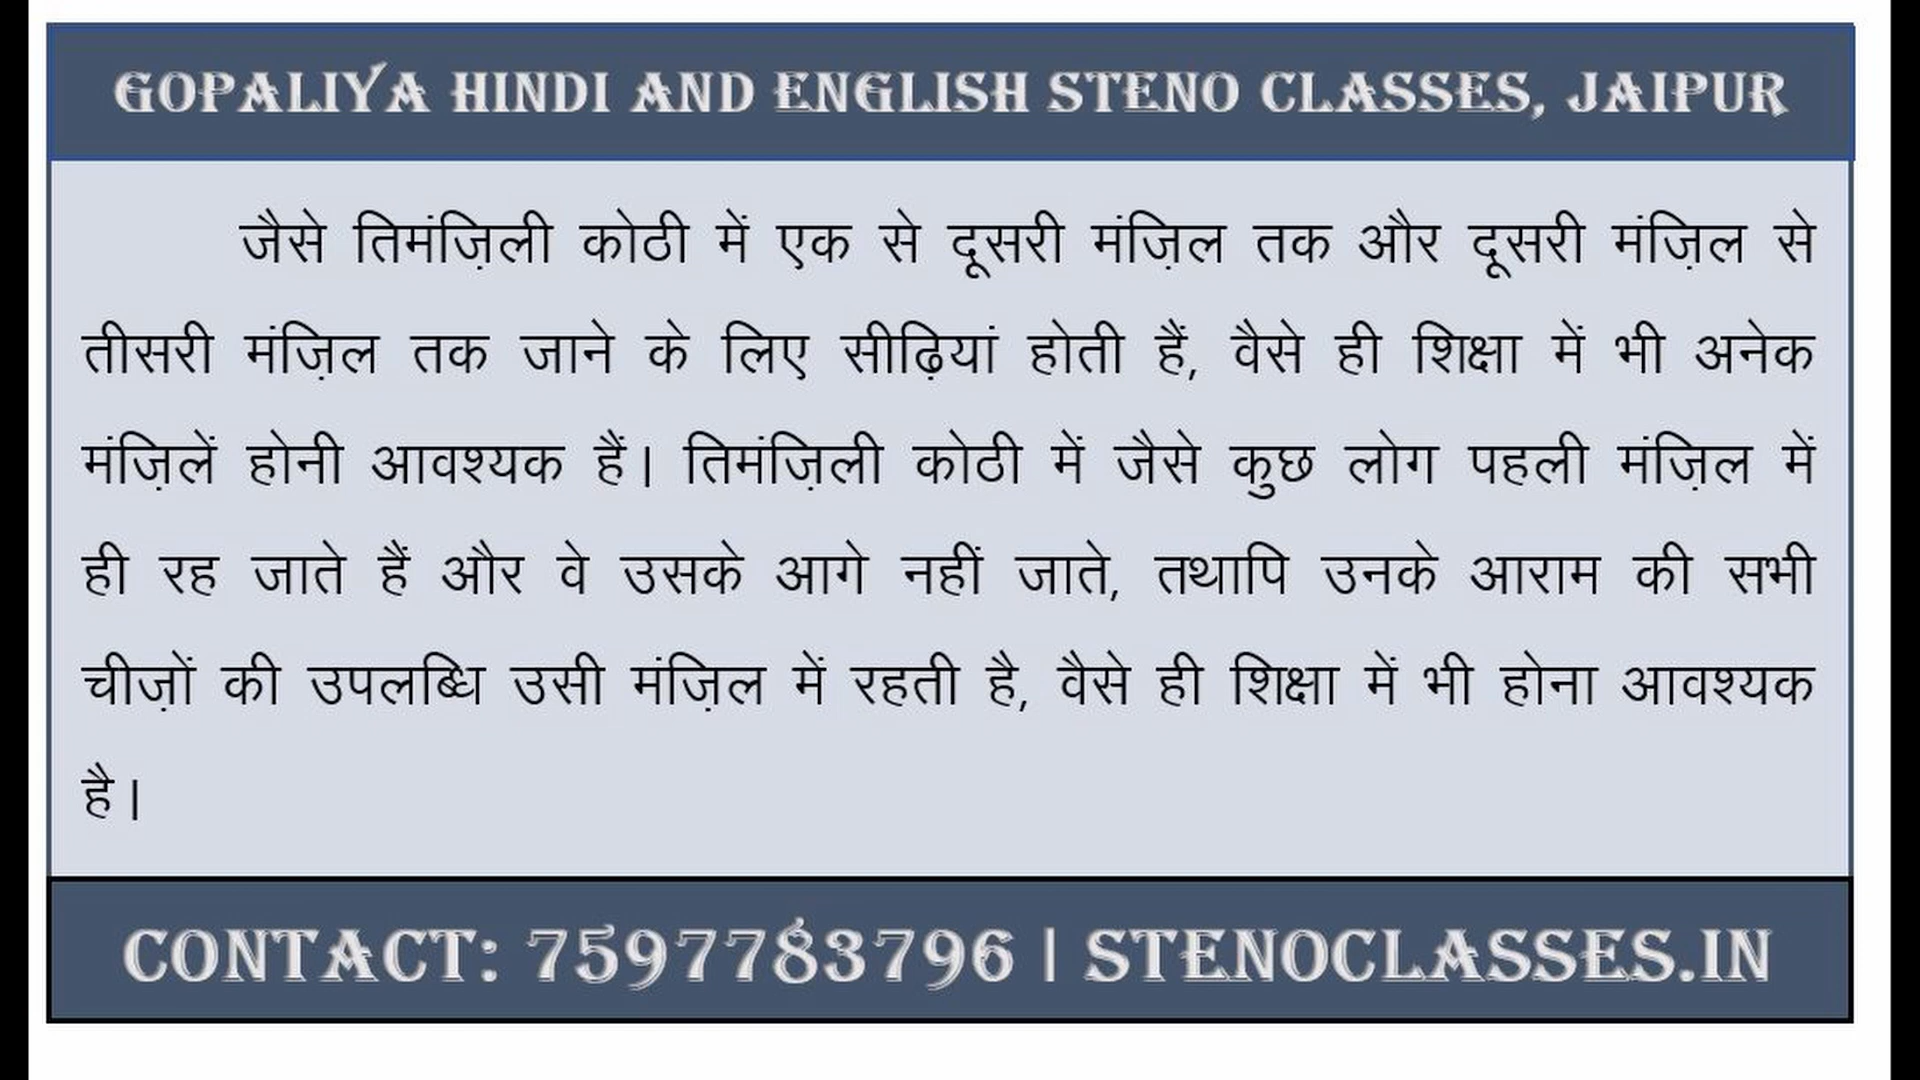 GOPALIYA HINDI AND ENGLISH STENO CLASSES, JAIPUR
जैसे तिमंज़िली कोठी में एक से दूसरी मंज़िल तक और दूसरी मंज़िल से
तीसरी मंज़िल तक जाने के लिए सीढ़ियां होती हैं, वैसे ही शिक्षा में भी अनेक
मंज़िलें होनी आवश्यक हैं। तिमंज़िली कोठी में जैसे कुछ लोग पहली मंज़िल में
ही रह जाते हैं और वे उसके आगे नहीं जाते, तथापि उनके आराम की सभी
चीज़ों की उपलब्धि उसी मंज़िल में रहती है, वैसे ही शिक्षा में भी होना आवश्यक
है।
CONTACT: 7597783796 | STENOCLASSES.IN